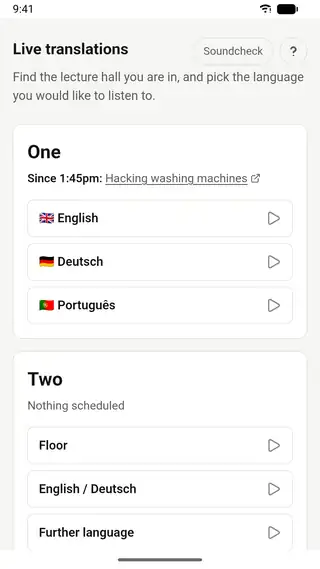 9:41
Live translations
Soundcheck
?
Find the lecture hall you are in, and pick the language
you would like to listen to.
One
Since 1:45pm: Hacking washing machines
English
Deutsch
Português
Two
Nothing scheduled
Floor
English / Deutsch
Further language